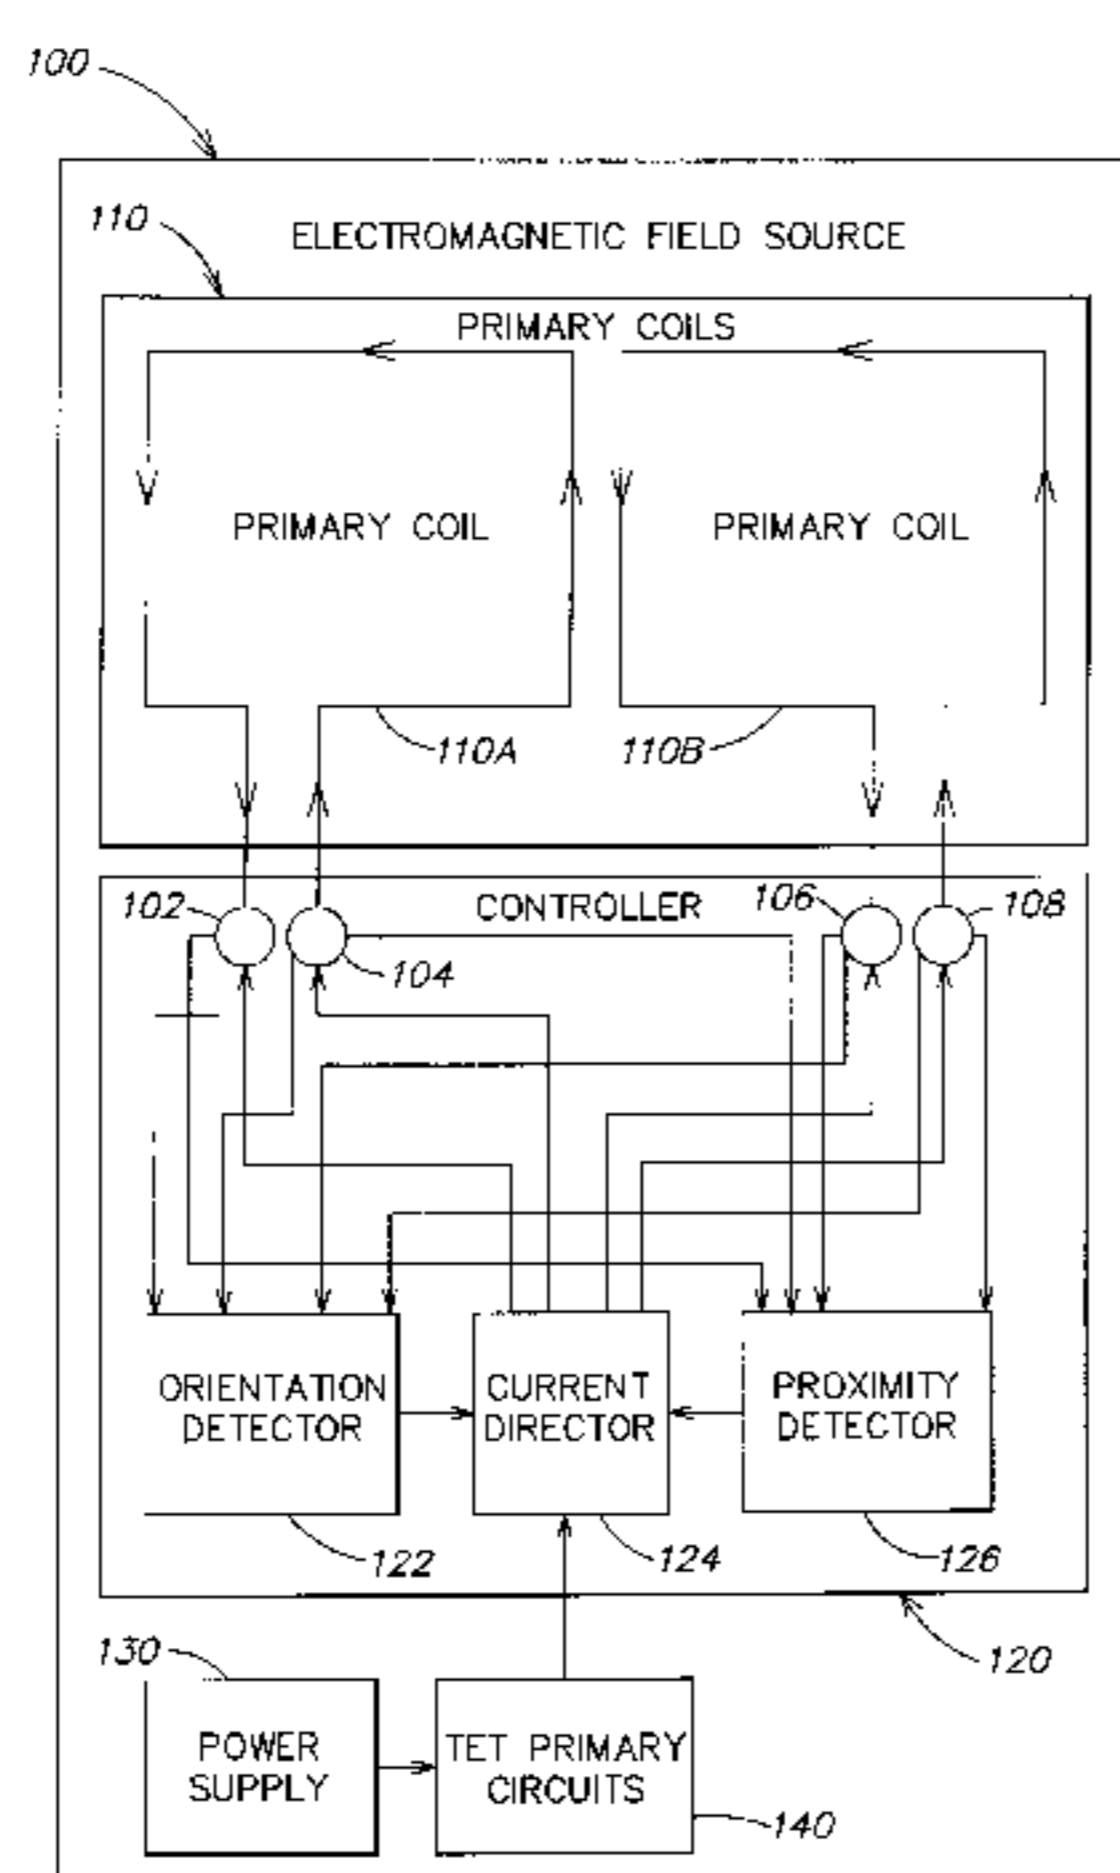 100
110
ELECTROMAGNETIC FIELD SOURCE
PRIMARY COILS
PRIMARY COIL
PRIMARY COIL
110A
110B
102
CONTROLLER
106
108
104
ORIENTATION
DETECTOR
CURRENT
DIRECTOR
PROXIMITY
DETECTOR
122
124
126
120
130
POWER
SUPPLY
TET PRIMARY
CIRCUITS
140